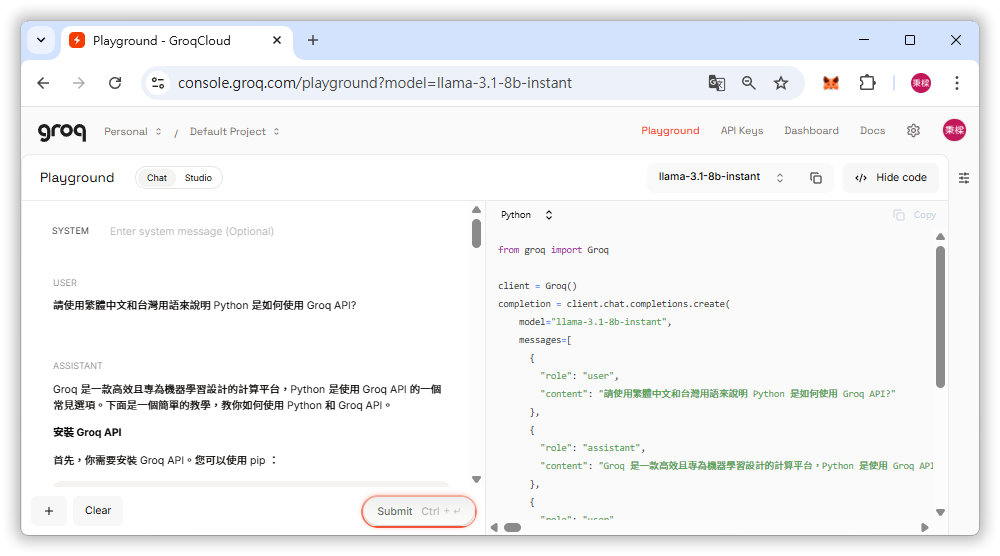 Playground - GroqCloud
console.groq.com/playground?model=llama-3.1-8b-instant
秉樑
groq
Personal / Default Project
Playground API Keys Dashboard Docs
秉樑
Playground Chat Studio
llama-3.1-8b-instant
</> Hide code
SYSTEM Enter system message (Optional)
USER
請使用繁體中文和台灣用語來說明 Python 是如何使用 Groq API?
ASSISTANT
Groq 是一款高效且專為機器學習設計的計算平台，Python 是使用 Groq API 的一個
常見選項。下面是一個簡單的教學，教你如何使用 Python 和 Groq API。
安裝 Groq API
首先，你需要安裝 Groq API。您可以使用 pip ：
+ Clear Submit Ctrl + ↵
Python Copy
from groq import Groq
client = Groq()
completion = client.chat.completions.create(
model="llama-3.1-8b-instant",
messages=[
{
"role": "user",
"content": "請使用繁體中文和台灣用語來說明 Python 是如何使用 Groq API?"
},
{
"role": "assistant",
"content": "Groq 是一款高效且專為機器學習設計的計算平台，Python 是使用 Groq API
},
{
"role": "user"